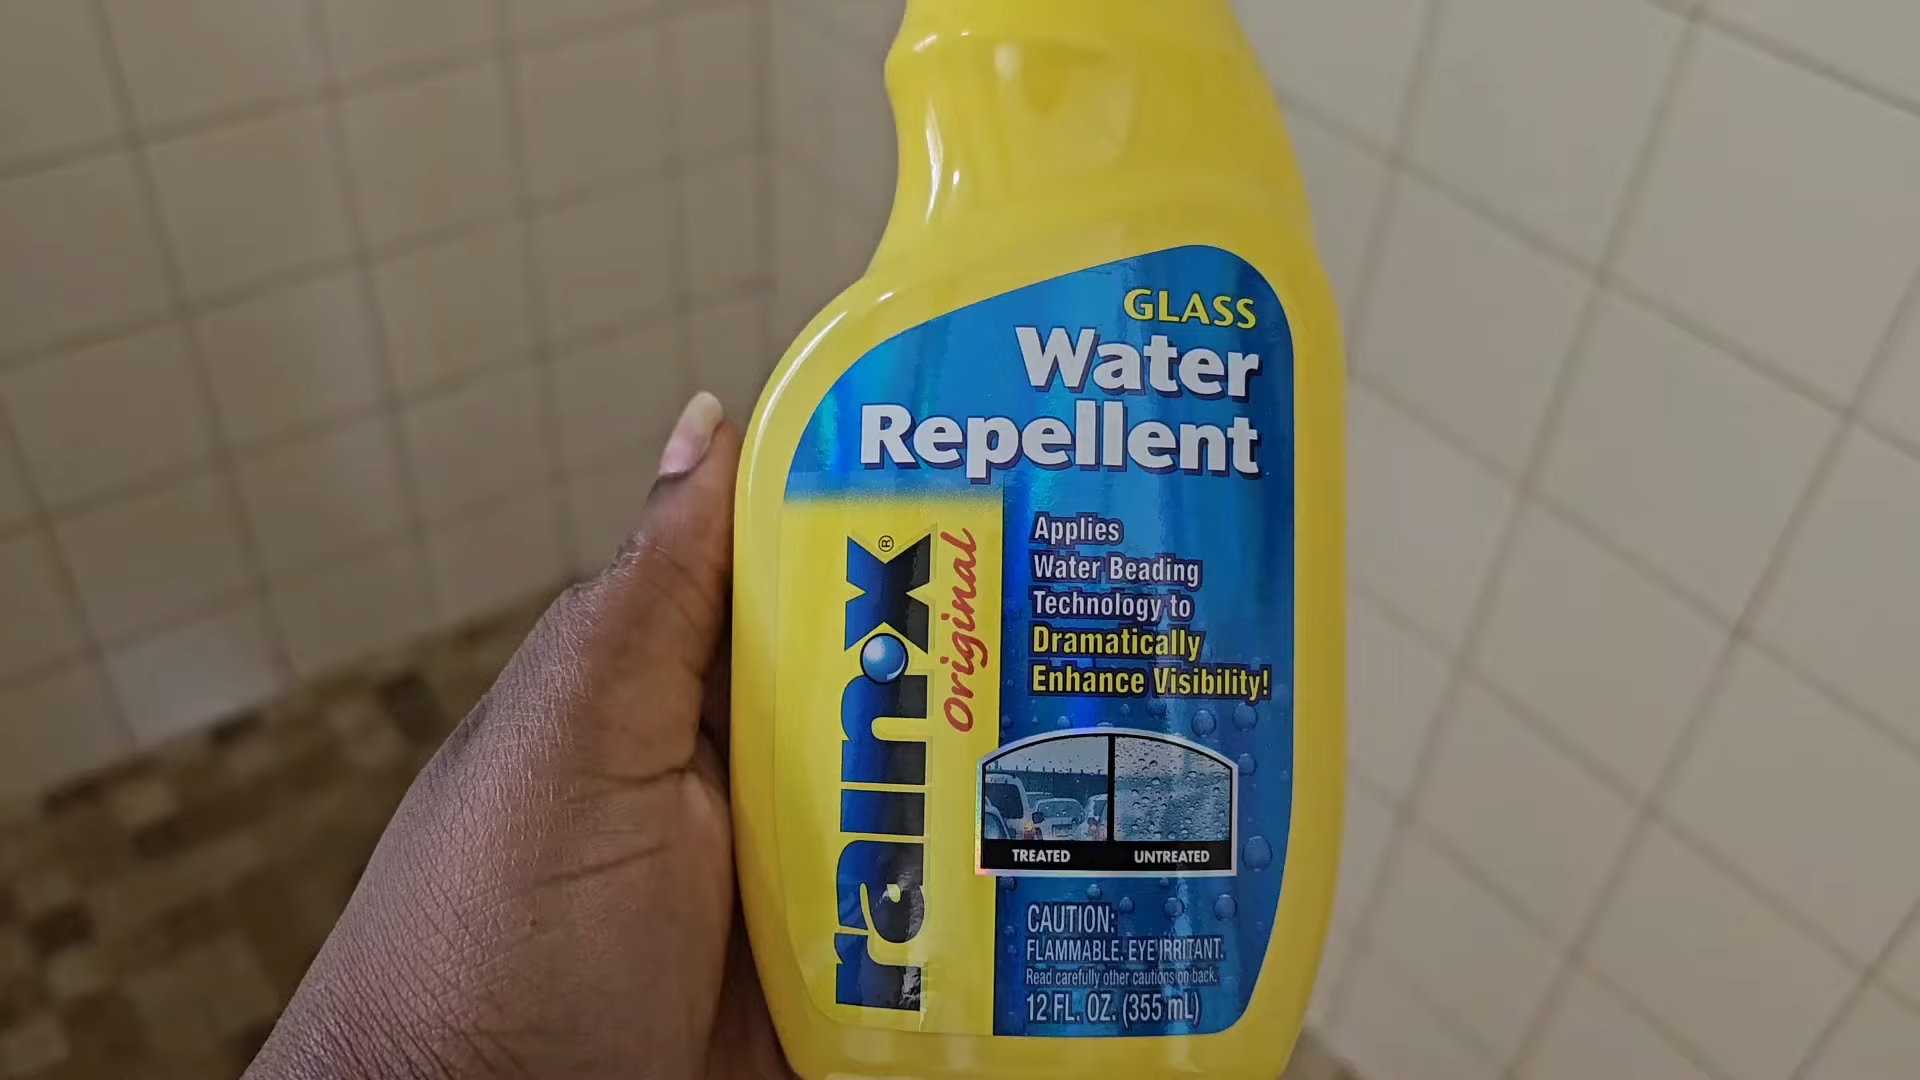 GLASS
Water
Repellent
rain-x®
Original
Applies
Water Beading
Technology to
Dramatically
Enhance Visibility!
TREATED UNTREATED
CAUTION:
FLAMMABLE. EYE IRRITANT.
Read carefully other cautions on back.
12 FL. OZ. (355 mL)